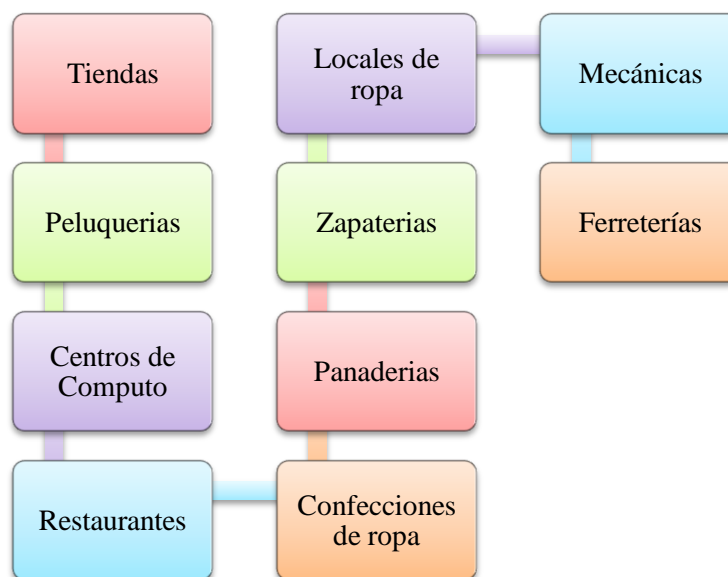 Tiendas
Peluquerias
Centros de
Computo
Restaurantes
Confecciones
de ropa
Panaderias
Zapaterias
Locales de
ropa
Mecánicas
Ferreterías